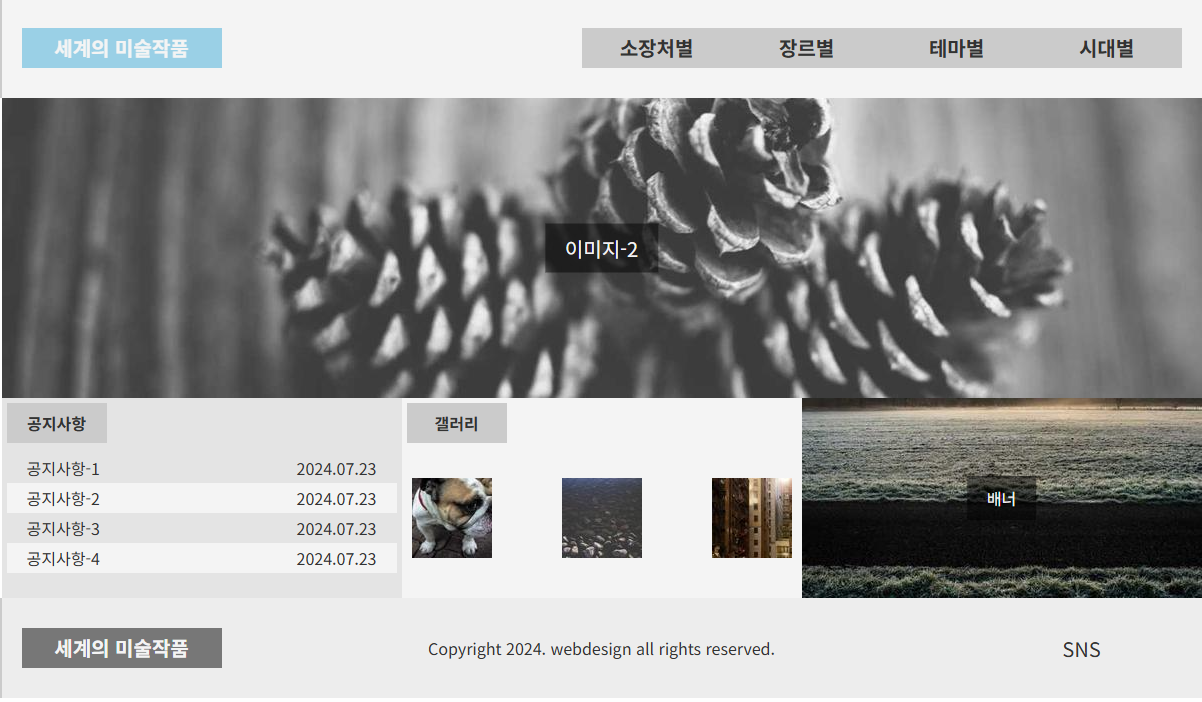 세계의 미술작품
소장처별 장르별 테마별 시대별
이미지-2
공지사항
공지사항-1 2024.07.23
공지사항-2 2024.07.23
공지사항-3 2024.07.23
공지사항-4 2024.07.23
갤러리
배너
세계의 미술작품
Copyright 2024. webdesign all rights reserved.
SNS